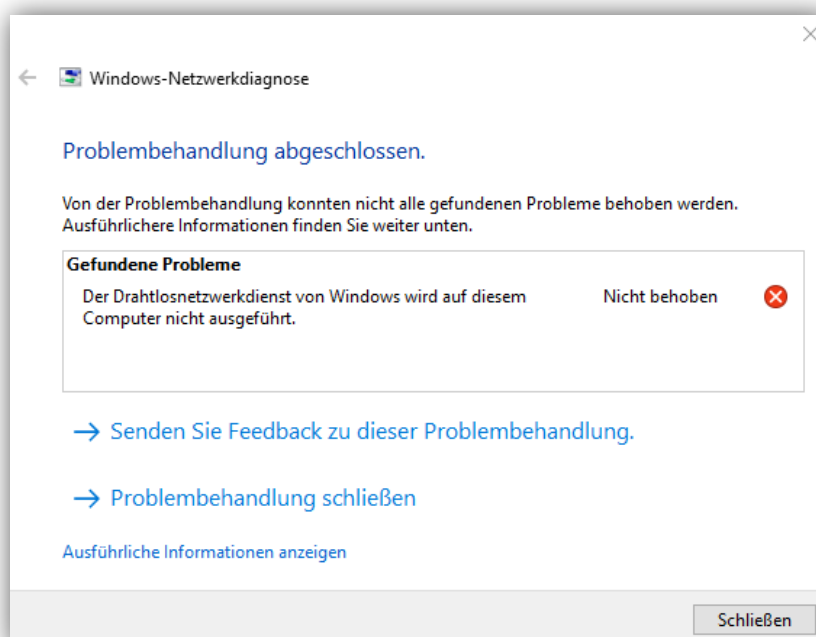 Windows-Netzwerkdiagnose
Problembehandlung abgeschlossen.
Von der Problembehandlung konnten nicht alle gefundenen Probleme behoben werden.
Ausführlichere Informationen finden Sie weiter unten.
Gefundene Probleme
Der Drahtlosnetzwerkdienst von Windows wird auf diesem Nicht behoben
Computer nicht ausgeführt.
Senden Sie Feedback zu dieser Problembehandlung.
Problembehandlung schließen
Ausführliche Informationen anzeigen
Schließen